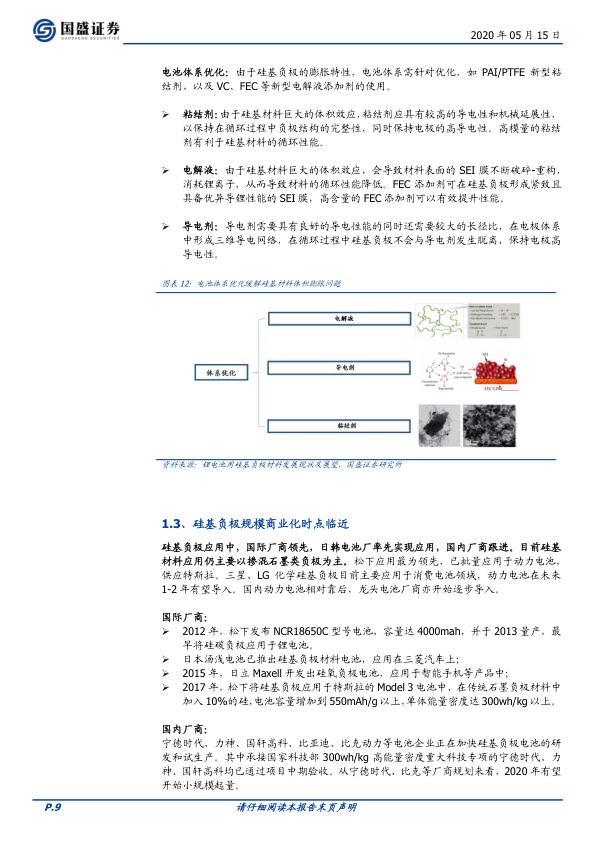 国盛证券
GUOSHENG SECURITIES
2020 年 05 月 15 日
电池体系优化：由于硅基负极的膨胀特性，电池体系需针对优化，如 PAI/PTFE 新型粘
结剂，以及 VC、FEC 等新型电解液添加剂的使用。
➢ 粘结剂：由于硅基材料巨大的体积效应，粘结剂应具有较高的导电性和机械延展性，
以保持在循环过程中负极结构的完整性，同时保持电极的高导电性。高模量的粘结
剂有利于硅基材料的循环性能。
➢ 电解液：由于硅基材料巨大的体积效应，会导致材料表面的 SEI 膜不断破碎-重构，
消耗锂离子，从而导致材料的循环性能降低。FEC 添加剂可在硅基负极形成紧致且
具备优异导锂性能的 SEI 膜，高含量的 FEC 添加剂可以有效提升性能。
➢ 导电剂：导电剂需要具有良好的导电性能的同时还需要较大的长径比，在电极体系
中形成三维导电网络，在循环过程中硅基负极不会与导电剂发生脱离，保持电极高
导电性。
图表 12：电池体系优化缓解硅基材料体积膨胀问题
电解液
导电剂
体系优化
SEI
粘结剂
资料来源：锂电池用硅基负极材料发展现状及展望，国盛证券研究所
1.3、硅基负极规模商业化时点临近
硅基负极应用中，国际厂商领先，日韩电池厂率先实现应用，国内厂商跟进。目前硅基
材料应用仍主要以掺混石墨类负极为主。松下应用最为领先，已批量应用于动力电池，
供应特斯拉。三星、LG 化学硅基负极目前主要应用于消费电池领域，动力电池在未来
1-2 年有望导入。国内动力电池相对靠后，龙头电池厂商亦开始逐步导入。
国际厂商：
➢ 2012 年，松下发布 NCR18650C 型号电池，容量达 4000mah，并于 2013 量产，最
早将硅碳负极应用于锂电池。
➢ 日本汤浅电池已推出硅基负极材料电池，应用在三菱汽车上；
➢ 2015 年，日立 Maxell 开发出硅氧负极电池、应用于智能手机等产品中；
➢ 2017 年，松下将硅基负极应用于特斯拉的 Model 3 电池中，在传统石墨负极材料中
加入 10%的硅，电池容量增加到 550mAh/g 以上，单体能量密度达 300wh/kg 以上。
国内厂商：
宁德时代、力神、国轩高科、比亚迪、比克动力等电池企业正在加快硅基负极电池的研
发和试生产。其中承接国家科技部 300wh/kg 高能量密度重大科技专项的宁德时代、力
神、国轩高科均已通过项目中期验收。从宁德时代、比克等厂商规划来看，2020 年有望
开始小规模起量。
P.9
请仔细阅读本报告末页声明